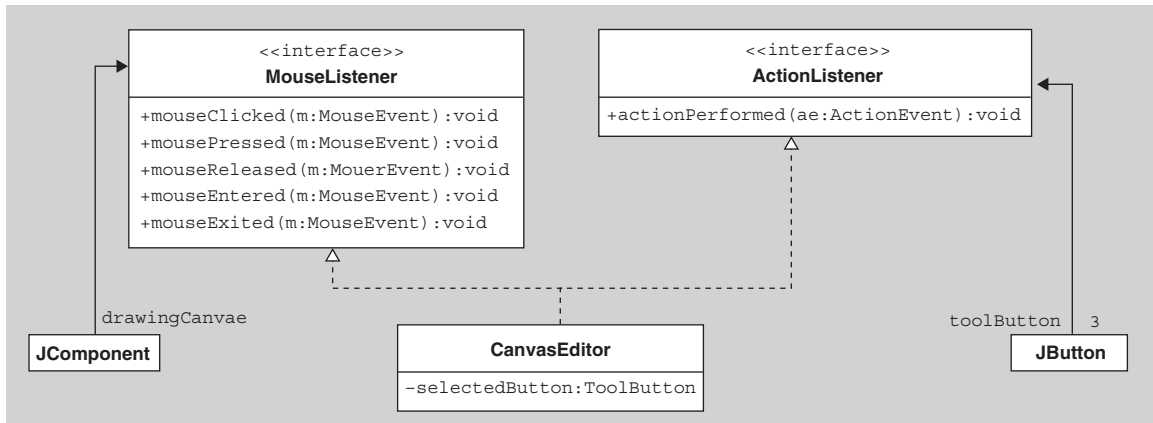 <<interface>>
MouseListener
+mouseClicked(m:MouseEvent):void
+mousePressed(m:MouseEvent):void
+mouseReleased(m:MouerEvent):void
+mouseEntered(m:MouseEvent):void
+mouseExited(m:MouseEvent):void
<<interface>>
ActionListener
+actionPerformed(ae:ActionEvent):void
drawingCanvae
JComponent
CanvasEditor
–selectedButton:ToolButton
toolButton 3
JButton